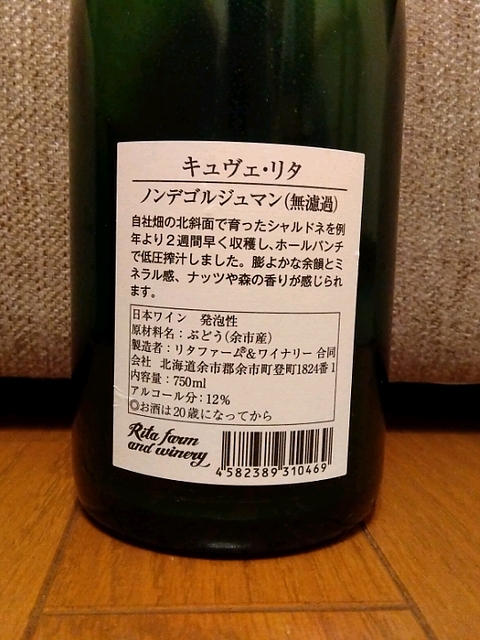 キュヴェ・リタ
ノンデゴルジュマン(無濾過)
自社畑の北斜面で育ったシャルドネを例
年より2週間早く収穫し、ホールバンチ
で低圧搾汁しました。膨よかな余韻とミ
ネラル感、ナッツや森の香りが感じられ
ます。
日本ワイン 発泡性
原材料名：ぶどう(余市産)
製造者：リタファーム®&ワイナリー 合同
会社 北海道余市郡余市町登町1824番1
内容量：750ml
アルコール分：12%
◎お酒は20歳になってから
Rita farm
and winery
4582389310469